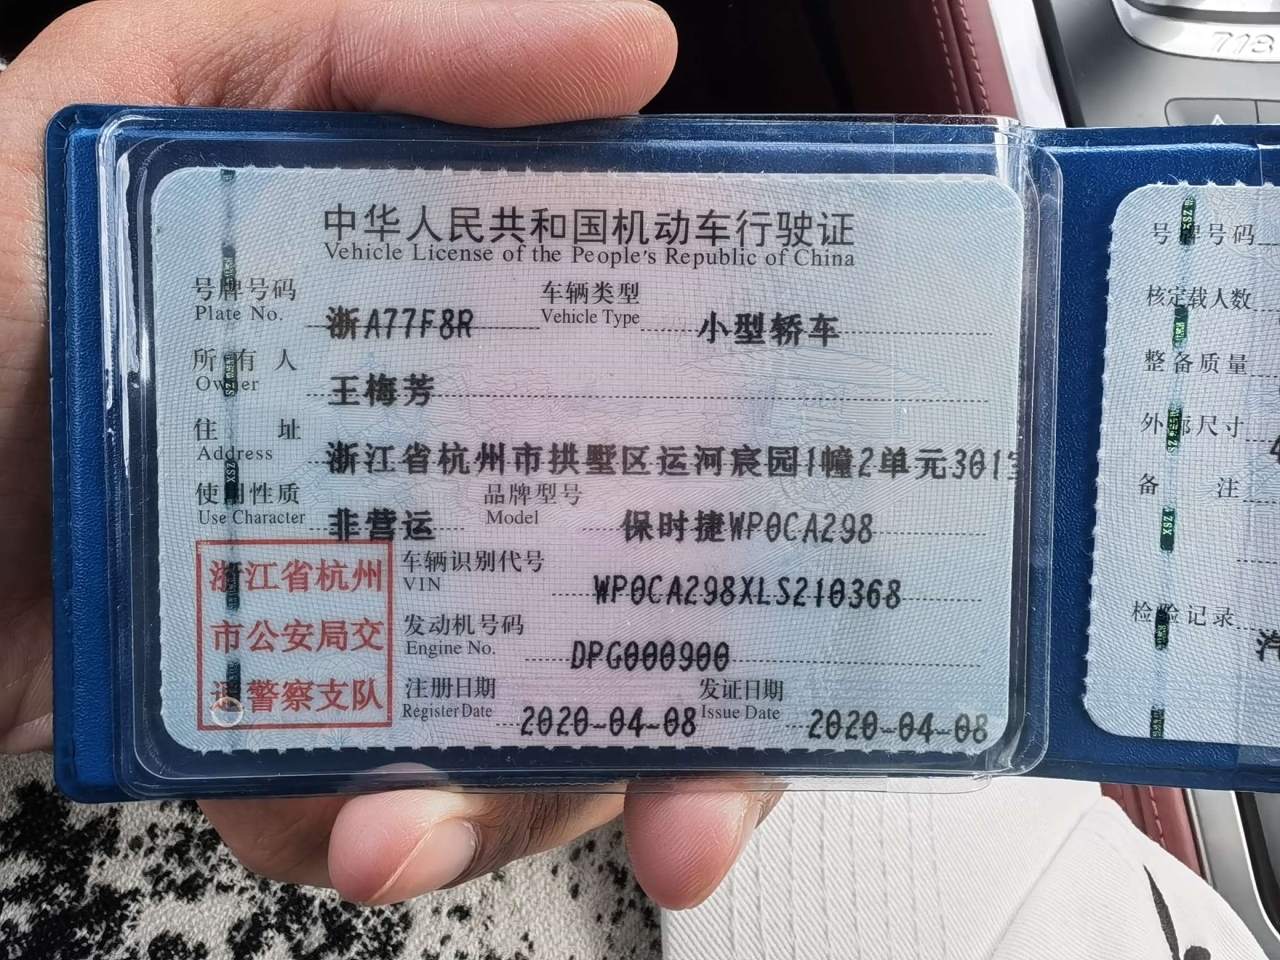 718
中华人民共和国机动车行驶证
Vehicle License of the People's Republic of China
号牌号码 浙A77F8R 车辆类型 小型轿车
Plate No. Vehicle Type
所有人 王梅芳
Owner
住址 浙江省杭州市拱墅区运河宸园1幢2单元301室
Address
使用性质 非营运 品牌型号 保时捷WP0CA298
Use Character Model
浙江省杭州
市公安局交
通警察支队
车辆识别代号 WP0CA298XLS210368
VIN
发动机号码 DPG000900
Engine No.
注册日期 2020-04-08 发证日期 2020-04-08
Register Date Issue Date
号牌号码
核定载人数
整备质量
外部尺寸
备注
检验记录